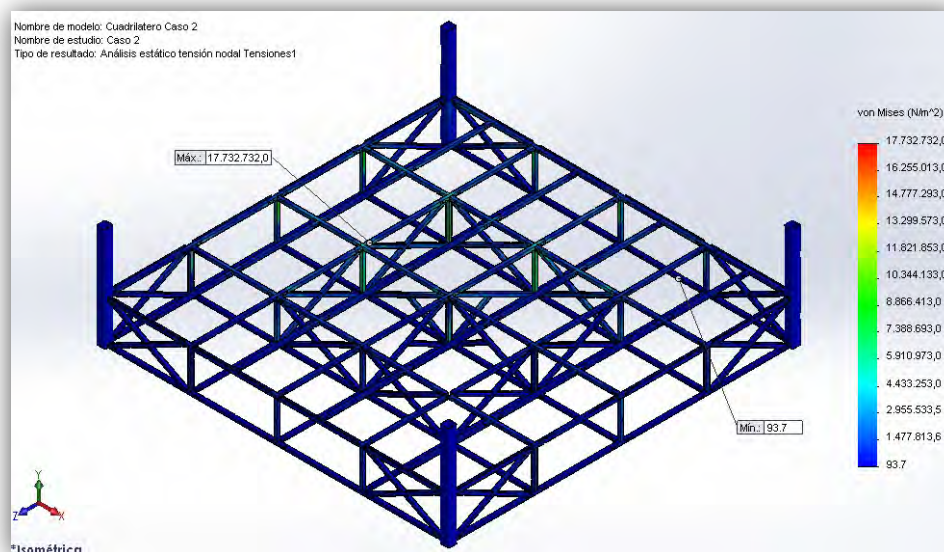 Nombre de modelo: Cuadrilatero Caso 2
Nombre de estudio: Caso 2
Tipo de resultado: Análisis estático tensión nodal Tensiones1
von Mises (N/m^2)
17.732.732,0
16.255.013,0
14.777.293,0
13.299.573,0
11.821.853,0
10.344.133,0
8.866.413,0
7.388.693,0
5.910.973,0
4.433.253,0
2.955.533,5
1.477.813,6
93.7
Máx.: 17.732.732,0
Mín.: 93.7
Y
Z
X
*Isométrica